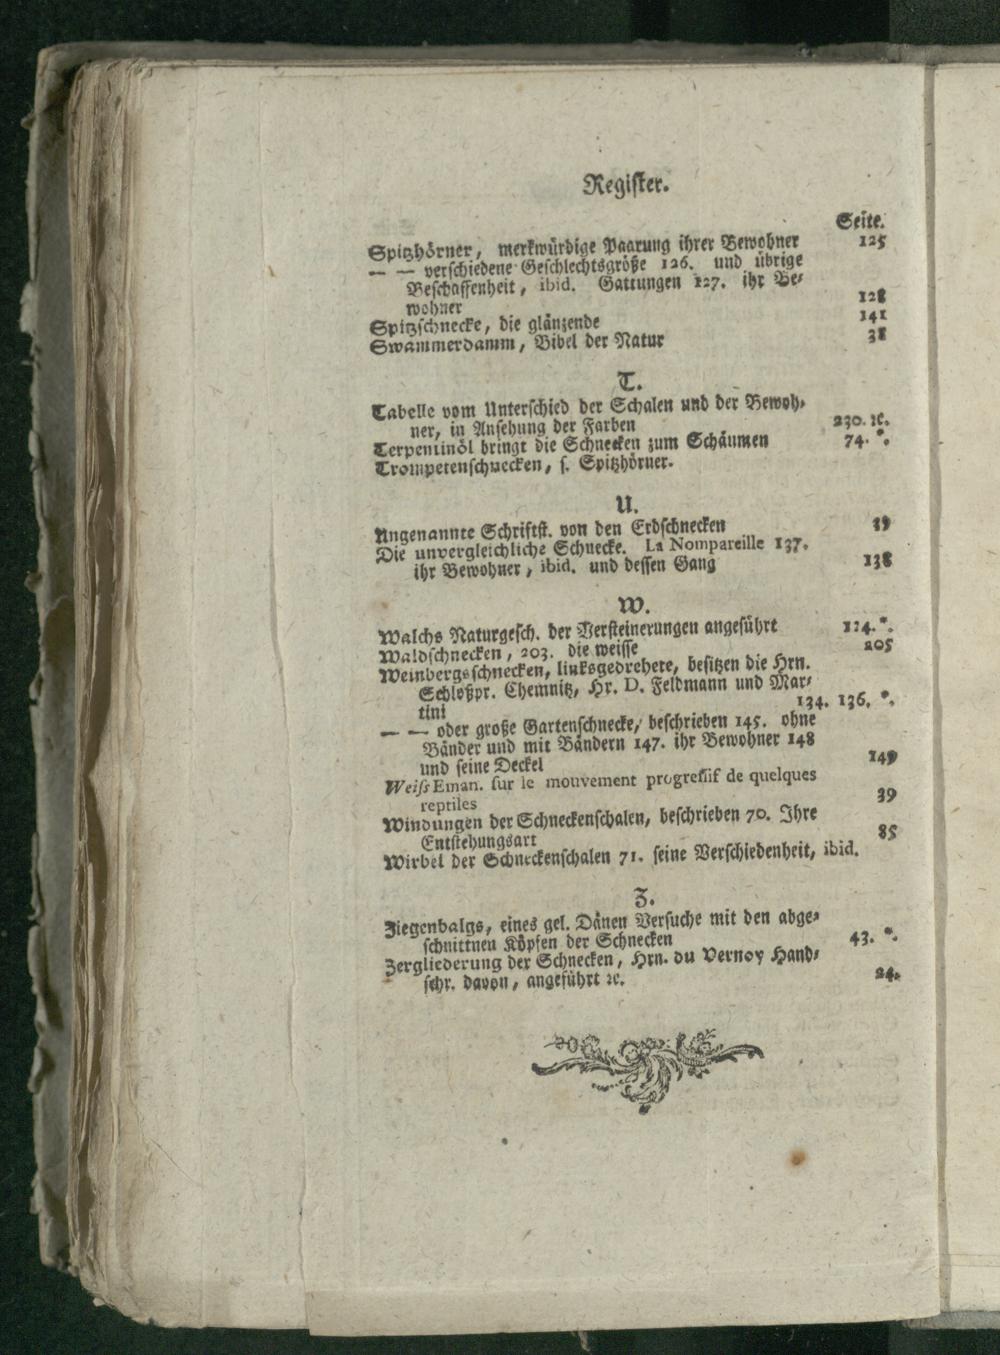 Register.
Seite.
Spitzhörner, merkwürdige Paarung ihrer Bewohner 125
— — verschiedene Geschlechtsgröße 126. und übrige
Beschaffenheit, ibid. Gattungen 127. ihr Be-
wohner 128
Spitzschnecke, die glänzende 141
Swammerdamm, Bibel der Natur 38
T.
Tabelle vom Unterschied der Schalen und der Bewoh-
ner, in Ansehung der Farben 230. ꝛc.
Terpentinöl bringt die Schnecken zum Schäumen 74. *.
Trompetenschnecken, s. Spitzhörner.
U.
Ungenannte Schriftst. von den Erdschnecken 39
Die unvergleichliche Schnecke. La Nompareille 137.
ihr Bewohner, ibid. und dessen Gang 138
W.
Walchs Naturgesch. der Versteinerungen angeführt 124. *.
Waldschnecken, 203. die weisse 205
Weinbergsschnecken, linksgedrehete, besitzen die Hrn.
Schloßpr. Chemnitz, Hr. D. Feldmann und Mar-
tini 134. 136. *.
— — oder große Gartenschnecke, beschrieben 145. ohne
Bänder und mit Bändern 147. ihr Bewohner 148
und seine Deckel 149
Weiss Eman. sur le mouvement progressif de quelques
reptiles 39
Windungen der Schneckenschalen, beschrieben 70. Ihre
Entstehungsart 85
Wirbel der Schneckenschalen 71. seine Verschiedenheit, ibid.
Z.
Ziegenbalgs, eines gel. Dänen Versuche mit den abge-
schnittnen Köpfen der Schnecken 43. *.
Zergliederung der Schnecken, Hrn. du Vernoy Hand-
schr. davon, angeführt ꝛc. 24.